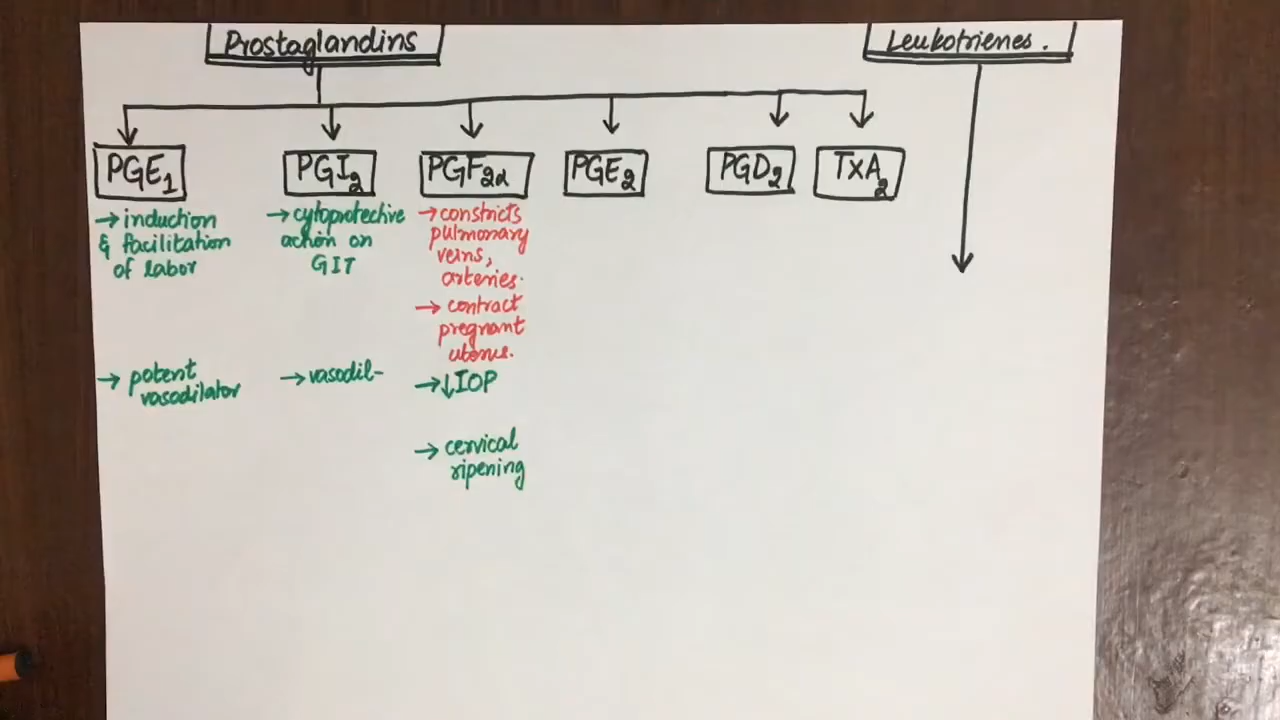 Prostaglandins
Leukotrienes.
PGE1
PGI2
PGF2α
PGE2
PGD2
TxA2
→ induction
& facilitation
of labor
→ potent
vasodilator
→ cytoprotective
action on
GIT
→ vasodil-
→ constricts
pulmonary
veins,
arteries.
→ contract
pregnant
uterus.
→ ↓IOP
→ cervical
ripening